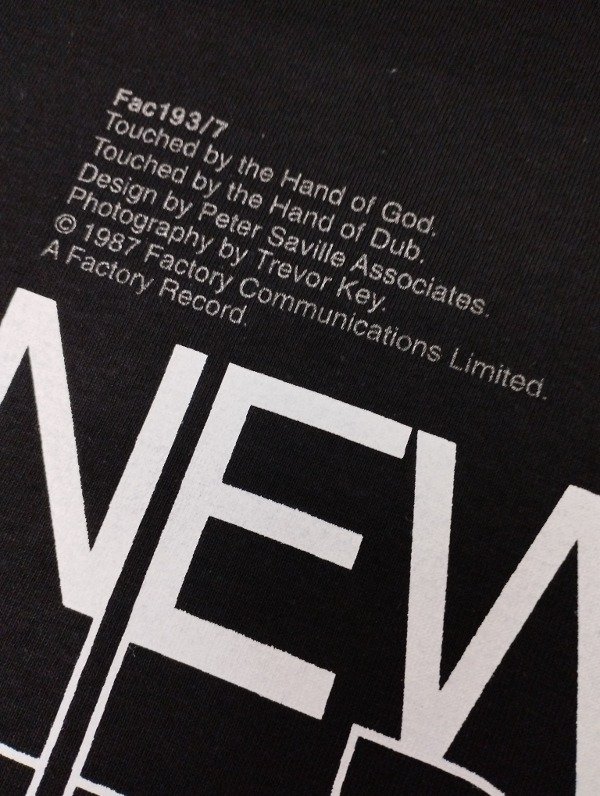 Fac193/7
Touched by the Hand of God.
Touched by the Hand of Dub.
Design by Peter Saville Associates.
Photography by Trevor Key.
© 1987 Factory Communications Limited.
A Factory Record.
NEW